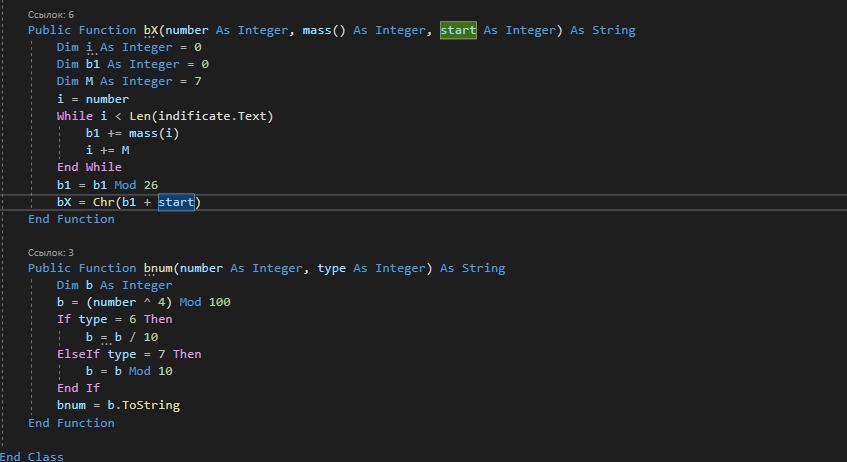 Ссылок: 6
Public Function bX(number As Integer, mass() As Integer, start As Integer) As String
Dim i As Integer = 0
Dim b1 As Integer = 0
Dim M As Integer = 7
i = number
While i < Len(indificate.Text)
b1 += mass(i)
i += M
End While
b1 = b1 Mod 26
bX = Chr(b1 + start)
End Function
Ссылок: 3
Public Function bnum(number As Integer, type As Integer) As String
Dim b As Integer
b = (number ^ 4) Mod 100
If type = 6 Then
b = b / 10
ElseIf type = 7 Then
b = b Mod 10
End If
bnum = b.ToString
End Function
End Class